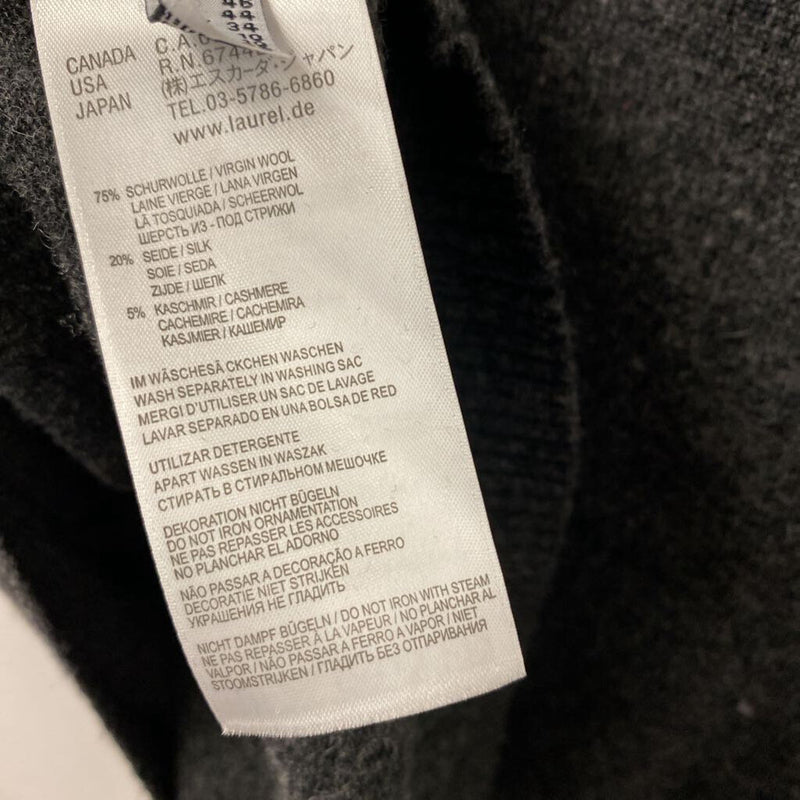 CANADA C.A.
USA R.N.
JAPAN (株)エスカーダ・ジャパン
TEL.03-5786-6860
www.laurel.de
75% SCHURWOLLE / VIRGIN WOOL
LAINE VIERGE / LANA VIRGEN
LÃ TOSQUIADA / SCHEERWOL
ШЕРСТЬ ИЗ - ПОД СТРИЖИ
20% SEIDE / SILK
SOIE / SEDA
ZIJDE / ШЕЛК
5% KASCHMIR / CASHMERE
CACHEMIRE / CACHEMIRA
KASJMIER / КАШЕМИР
IM WÄSCHESÄ CKCHEN WASCHEN
WASH SEPARATELY IN WASHING SAC
MERGI D'UTILISER UN SAC DE LAVAGE
LAVAR SEPARADO EN UNA BOLSA DE RED
UTILIZAR DETERGENTE
APART WASSEN IN WASZAK
СТИРАТЬ В СТИРАЛЬНОМ МЕШОЧКЕ
DEKORATION NICHT BÜGELN
DO NOT IRON ORNAMENTATION
NE PAS REPASSER LES ACCESSOIRES
NO PLANCHAR EL ADORNO
NÃO PASSAR A DECORAÇÃO A FERRO
DECORATIE NIET STRIJKEN
УКРАШЕНИЯ НЕ ГЛАДИТЬ
NICHT DAMPF BÜGELN / DO NOT IRON WITH STEAM
NE PAS REPASSER À LA VAPEUR / NO PLANCHAR AL
VALPOR / NÃO PASSAR A FERRO A VAPOR / NIET
STOOMSTRIJKEN / ГЛАДИТЬ БЕЗ ОТПАРИВАНИЯ